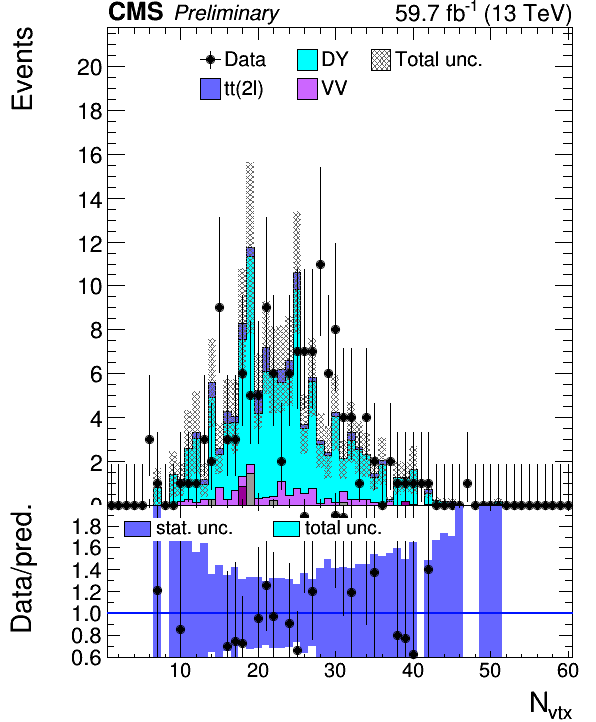 CMS Preliminary 59.7 fb⁻¹ (13 TeV)
Events
Data DY Total unc.
tt(2l) VV
20
18
16
14
12
10
8
6
4
2
0
Data/pred.
stat. unc. total unc.
1.8
1.6
1.4
1.2
1.0
0.8
0.6
10 20 30 40 50 60
Nvtx